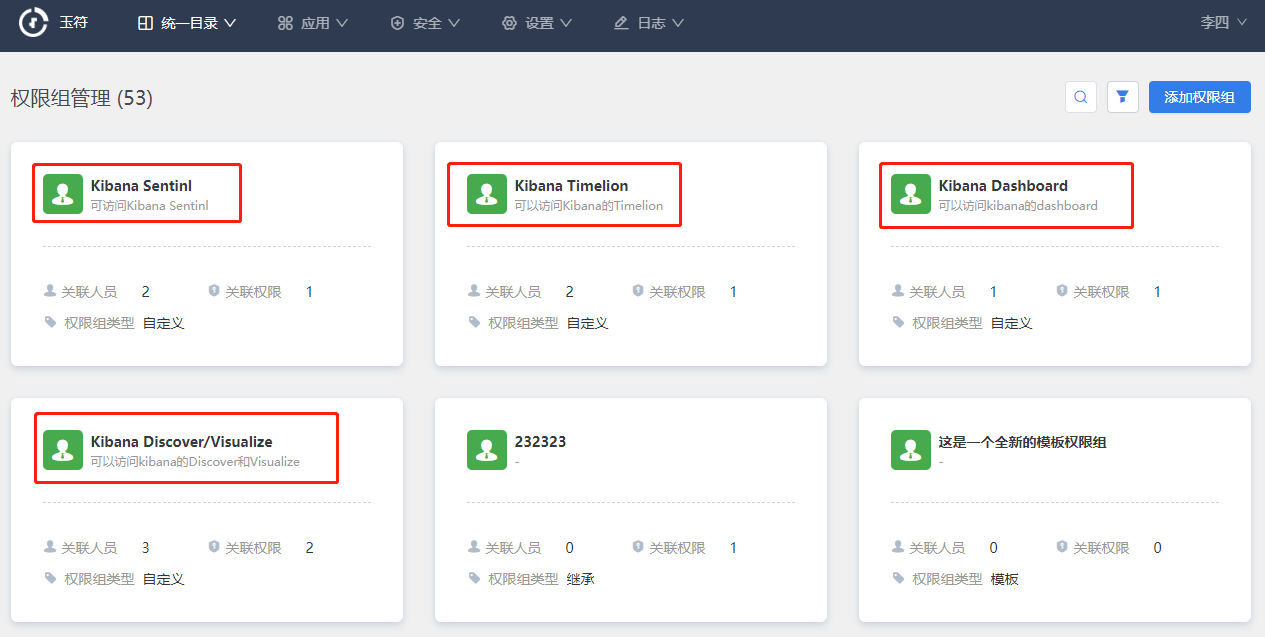 玉符 统一目录 应用 安全 设置 日志 李四
权限组管理 (53) 添加权限组
Kibana Sentinl
可访问Kibana Sentinl
关联人员 2 关联权限 1
权限组类型 自定义
Kibana Timelion
可以访问Kibana的Timelion
关联人员 2 关联权限 1
权限组类型 自定义
Kibana Dashboard
可以访问kibana的dashboard
关联人员 1 关联权限 1
权限组类型 自定义
Kibana Discover/Visualize
可以访问kibana的Discover和Visualize
关联人员 3 关联权限 2
权限组类型 自定义
232323
-
关联人员 0 关联权限 1
权限组类型 继承
这是一个全新的模板权限组
-
关联人员 0 关联权限 0
权限组类型 模板